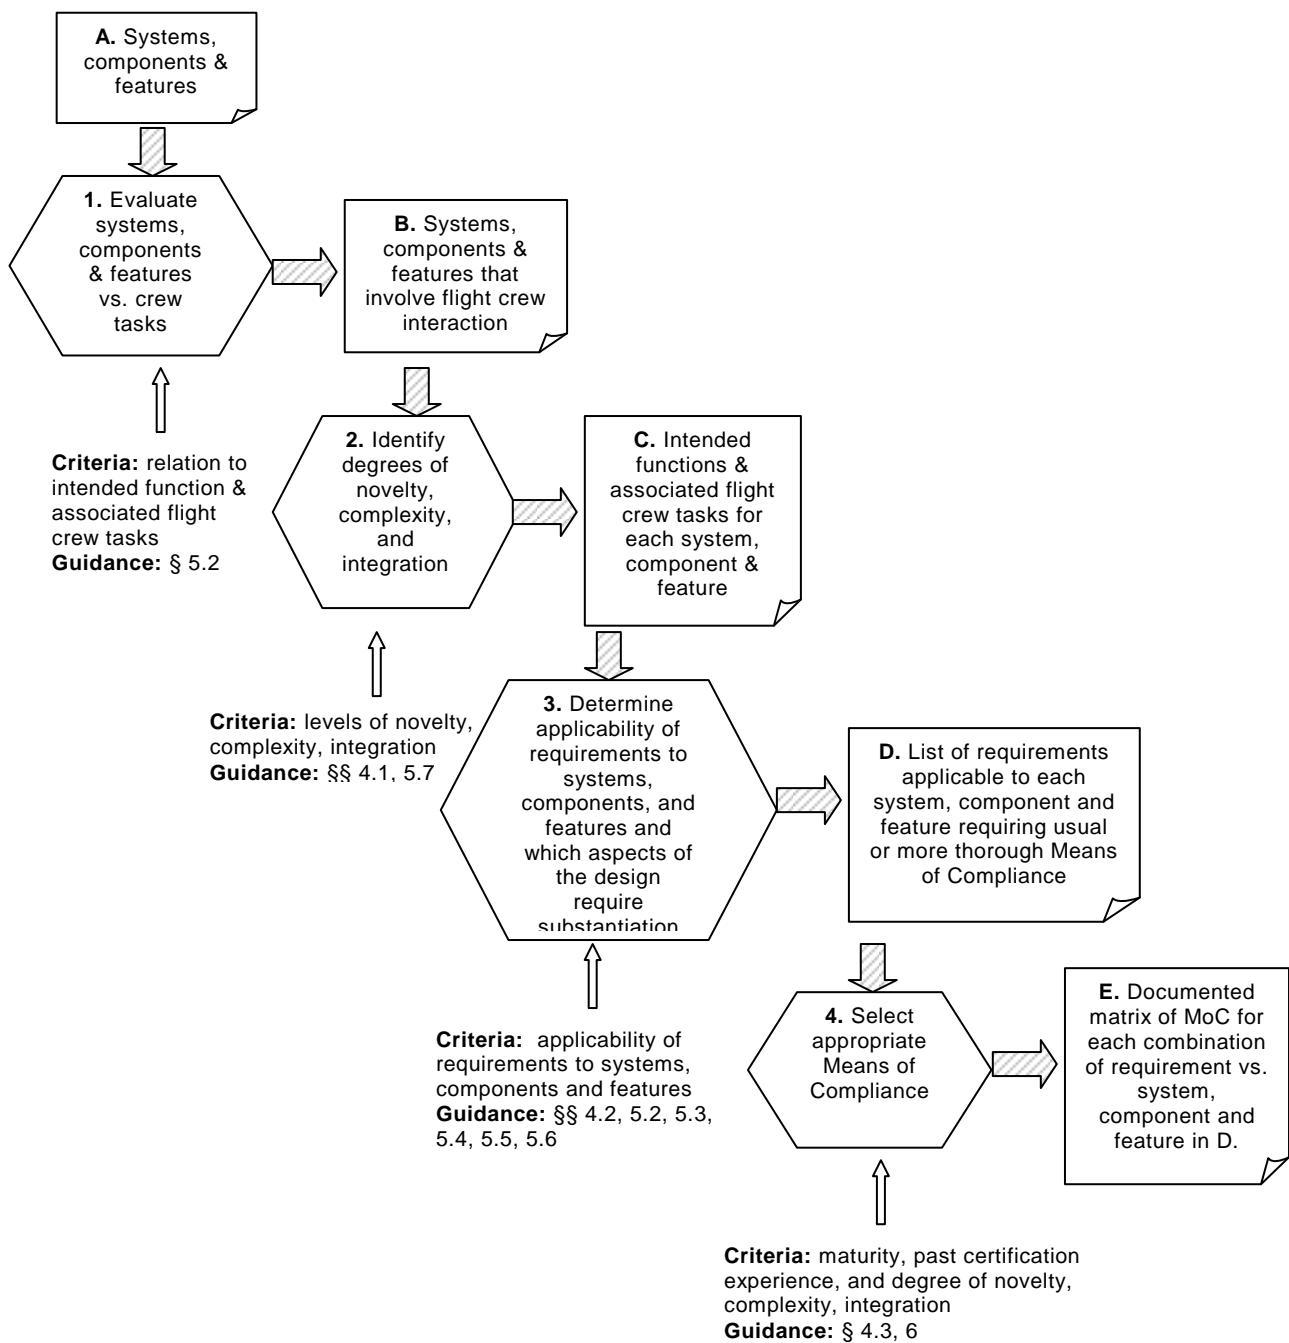 A. Systems,
components &
features
1. Evaluate
systems,
components
& features
vs. crew
tasks
B. Systems,
components &
features that
involve flight crew
interaction
Criteria: relation to
intended function &
associated flight
crew tasks
Guidance: § 5.2
2. Identify
degrees of
novelty,
complexity,
and
integration
C. Intended
functions &
associated flight
crew tasks for
each system,
component &
feature
Criteria: levels of novelty,
complexity, integration
Guidance: §§ 4.1, 5.7
3. Determine
applicability of
requirements to
systems,
components, and
features and
which aspects of
the design
require
substantiation
D. List of requirements
applicable to each
system, component and
feature requiring usual
or more thorough Means
of Compliance
Criteria: applicability of
requirements to systems,
components and features
Guidance: §§ 4.2, 5.2, 5.3,
5.4, 5.5, 5.6
4. Select
appropriate
Means of
Compliance
E. Documented
matrix of MoC for
each combination
of requirement vs.
system,
component and
feature in D.
Criteria: maturity, past certification
experience, and degree of novelty,
complexity, integration
Guidance: § 4.3, 6